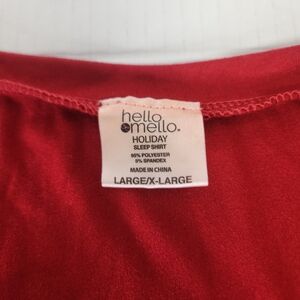 hello
mello®
HOLIDAY
SLEEP SHIRT
95% POLYESTER
5% SPANDEX
MADE IN CHINA
LARGE/X-LARGE